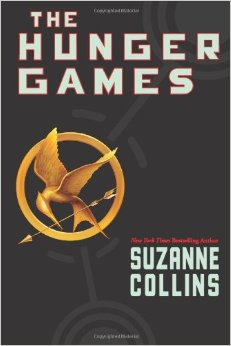 THE
HUNGER
GAMES
New York Times Bestselling Author
SUZANNE
COLLINS